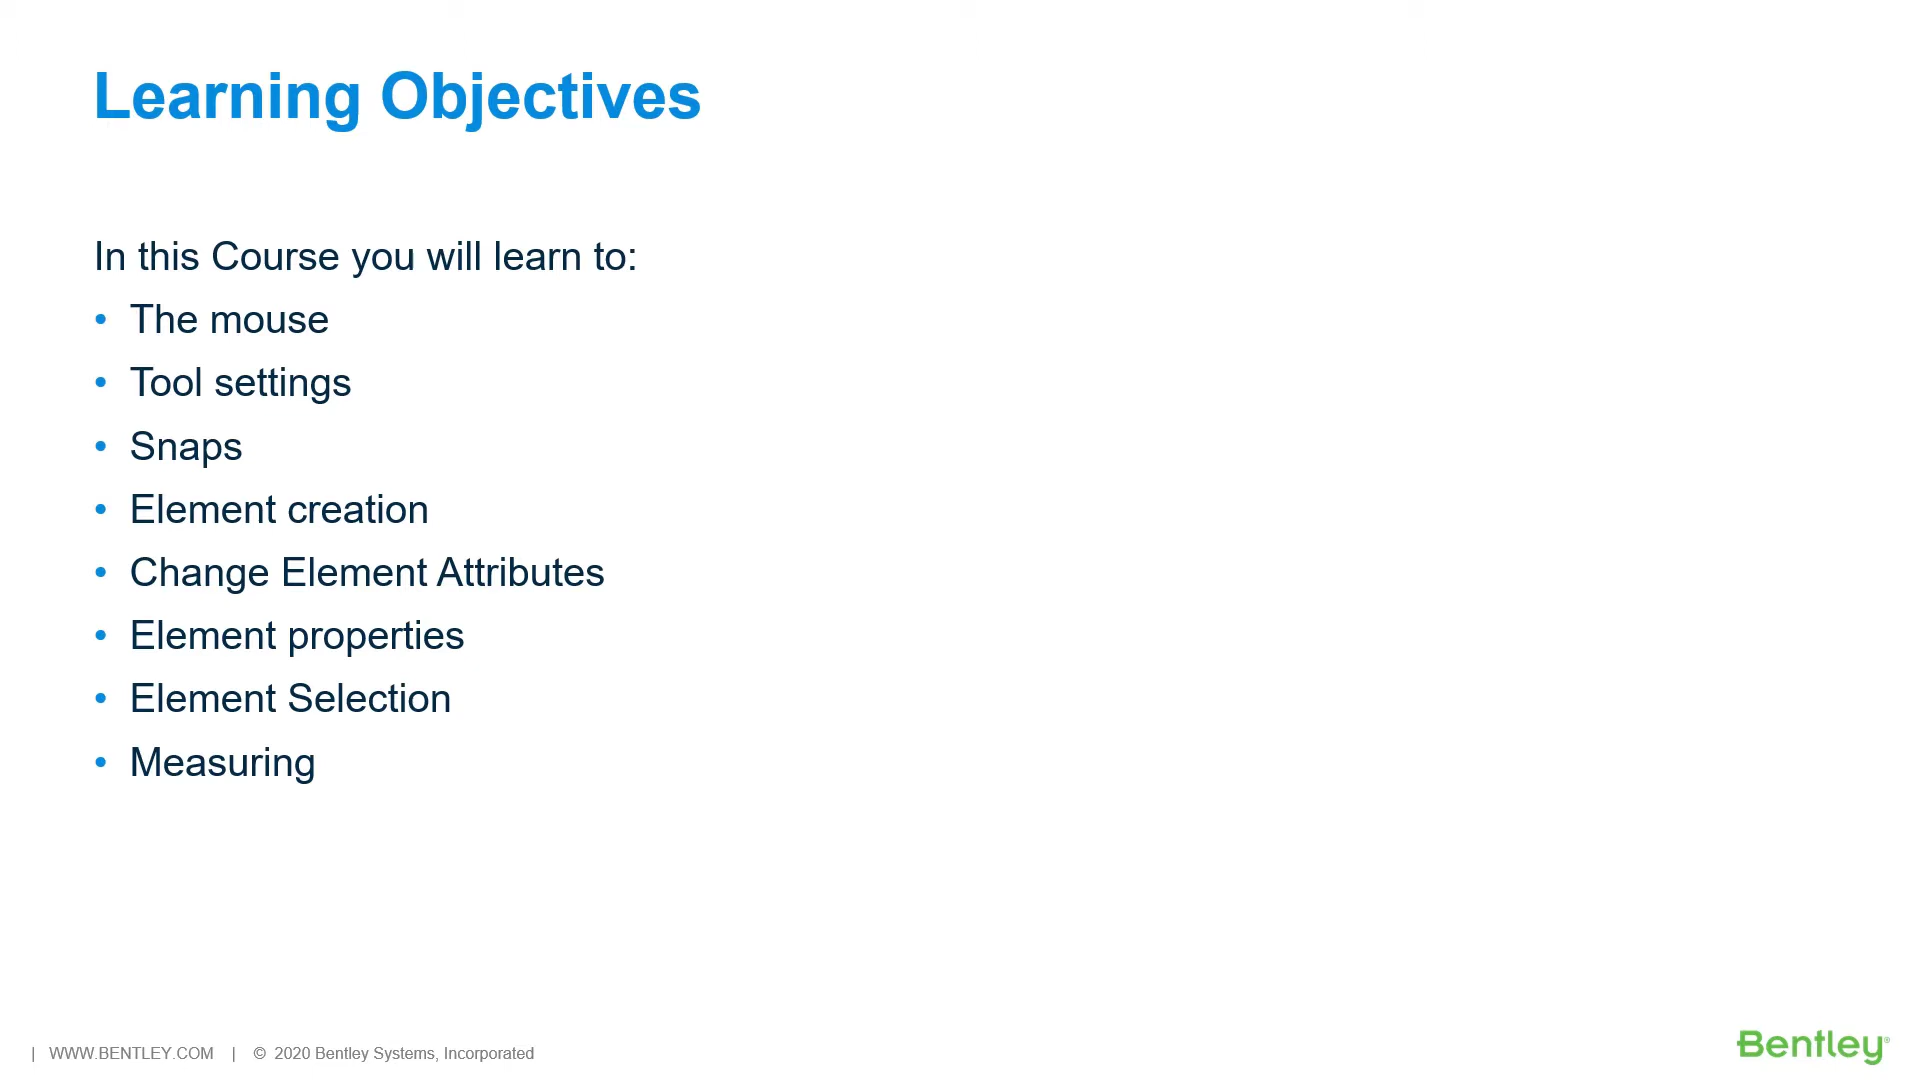 Learning Objectives
In this Course you will learn to:
• The mouse
• Tool settings
• Snaps
• Element creation
• Change Element Attributes
• Element properties
• Element Selection
• Measuring
| WWW.BENTLEY.COM | © 2020 Bentley Systems, Incorporated
Bentley®